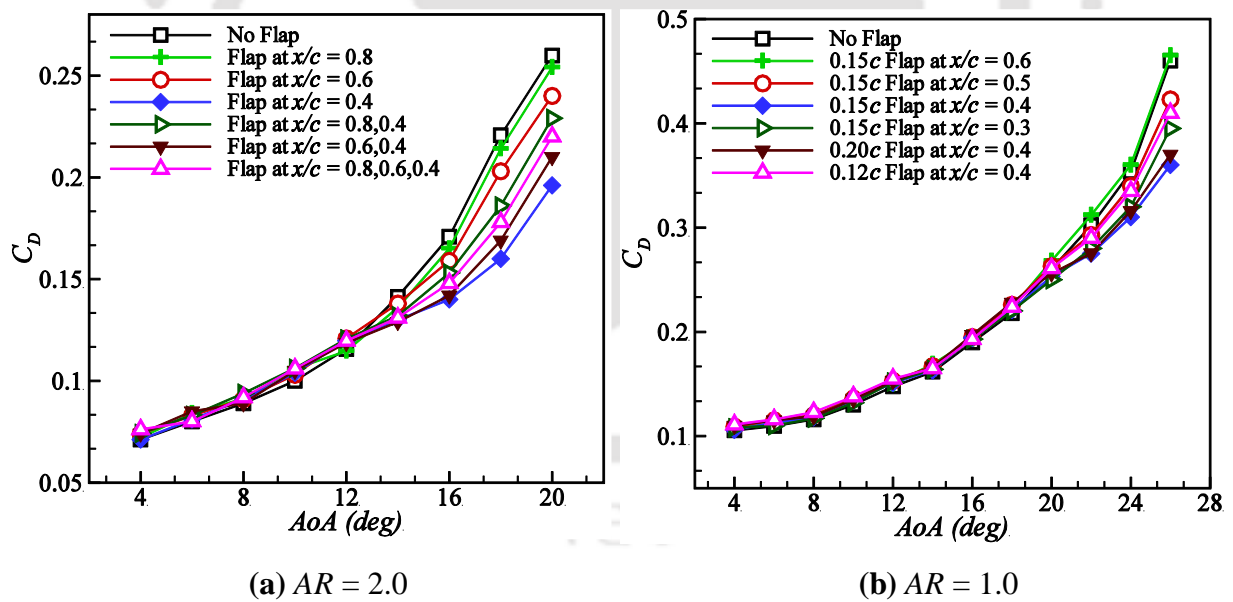 No Flap
Flap at x/c = 0.8
Flap at x/c = 0.6
Flap at x/c = 0.4
Flap at x/c = 0.8,0.4
Flap at x/c = 0.6,0.4
Flap at x/c = 0.8,0.6,0.4
0.25
0.2
0.15
0.1
0.05
C_D
4 8 12 16 20
AoA (deg)
(a) AR = 2.0
No Flap
0.15c Flap at x/c = 0.6
0.15c Flap at x/c = 0.5
0.15c Flap at x/c = 0.4
0.15c Flap at x/c = 0.3
0.20c Flap at x/c = 0.4
0.12c Flap at x/c = 0.4
0.5
0.4
0.3
0.2
0.1
C_D
4 8 12 16 20 24 28
AoA (deg)
(b) AR = 1.0